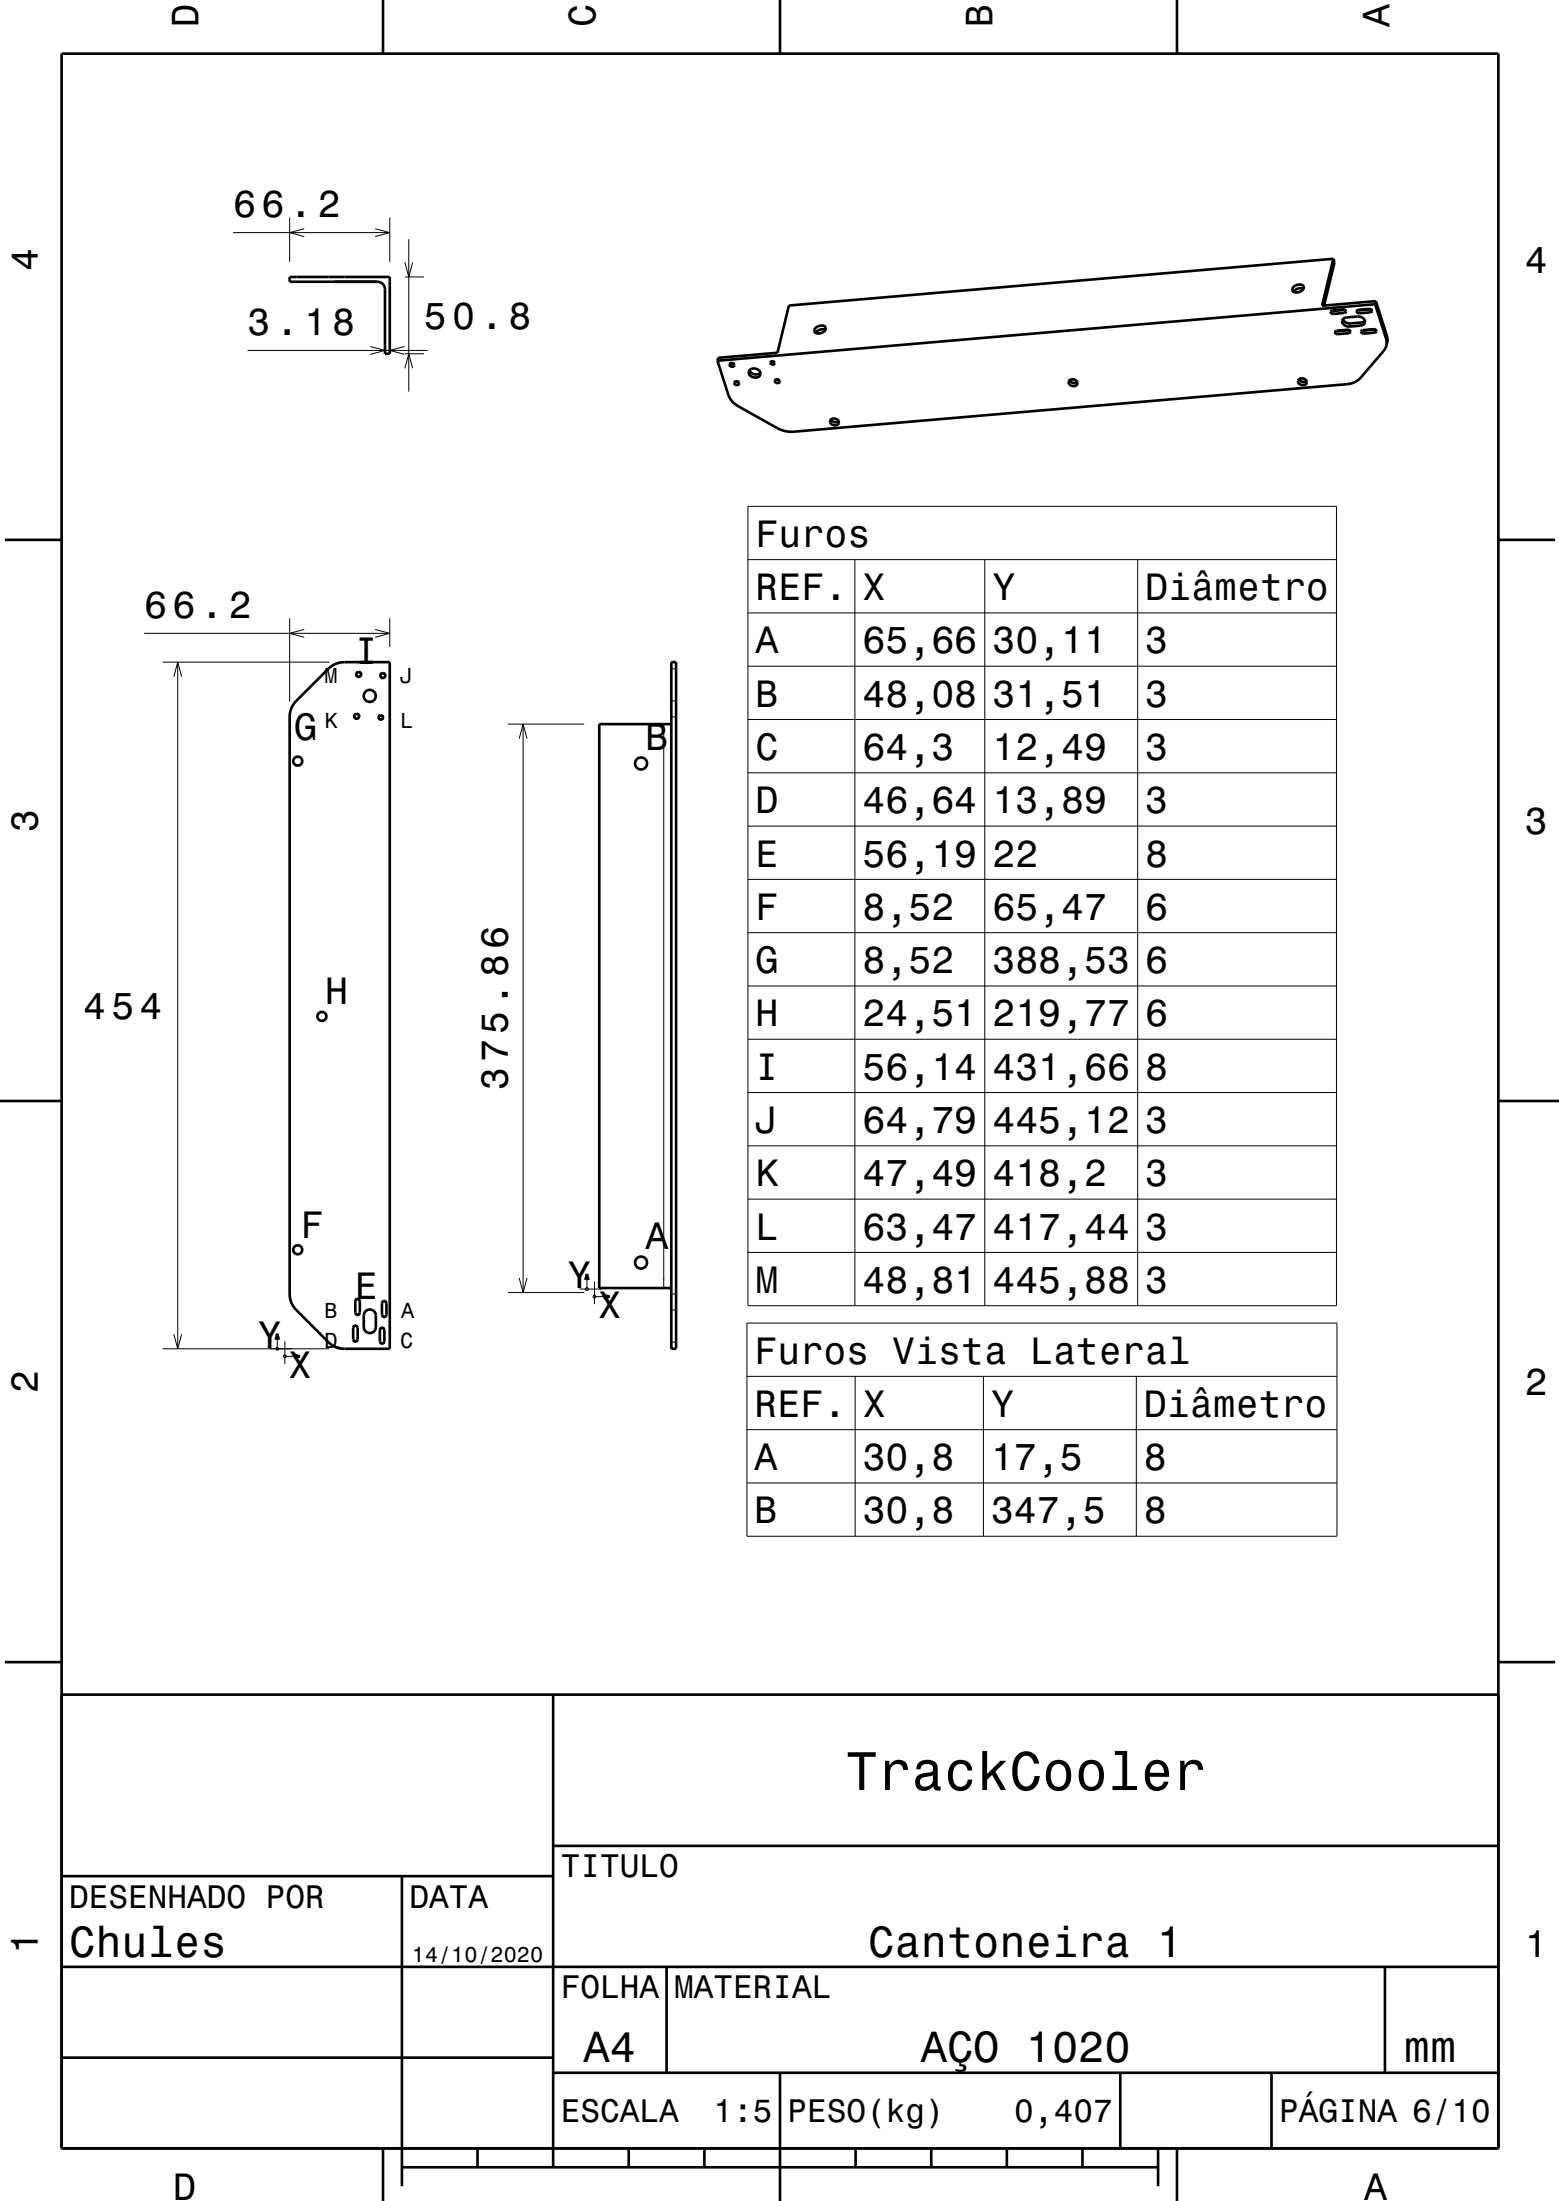 D C B A
4 4
66.2
3.18 50.8
Furos
REF. X Y Diâmetro
A 65,66 30,11 3
B 48,08 31,51 3
C 64,3 12,49 3
D 46,64 13,89 3
E 56,19 22 8
F 8,52 65,47 6
G 8,52 388,53 6
H 24,51 219,77 6
I 56,14 431,66 8
J 64,79 445,12 3
K 47,49 418,2 3
L 63,47 417,44 3
M 48,81 445,88 3
66.2
I
M J
G K L
H
454
F
E
B A
D C
Y
X
375.86
B
A
Y
X
3 3
Furos Vista Lateral
REF. X Y Diâmetro
A 30,8 17,5 8
B 30,8 347,5 8
2 2
TrackCooler
TITULO
Cantoneira 1
DESENHADO POR DATA
Chules 14/10/2020
1 1
FOLHA MATERIAL
A4 AÇO 1020 mm
ESCALA 1:5 PESO(kg) 0,407 PÁGINA 6/10
D A